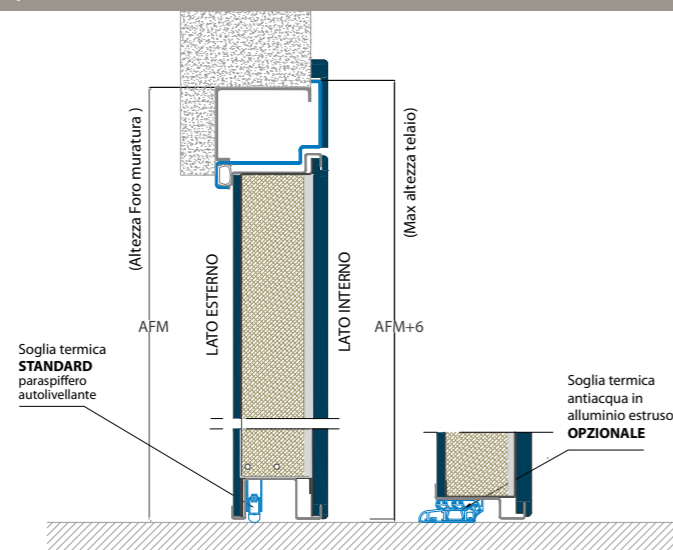 (Altezza Foro muratura )
AFM
LATO ESTERNO
LATO INTERNO
(Max altezza telaio)
AFM+6
Soglia termica
STANDARD
paraspiffero
autolivellante
Soglia termica
antiacqua in
alluminio estruso
OPZIONALE